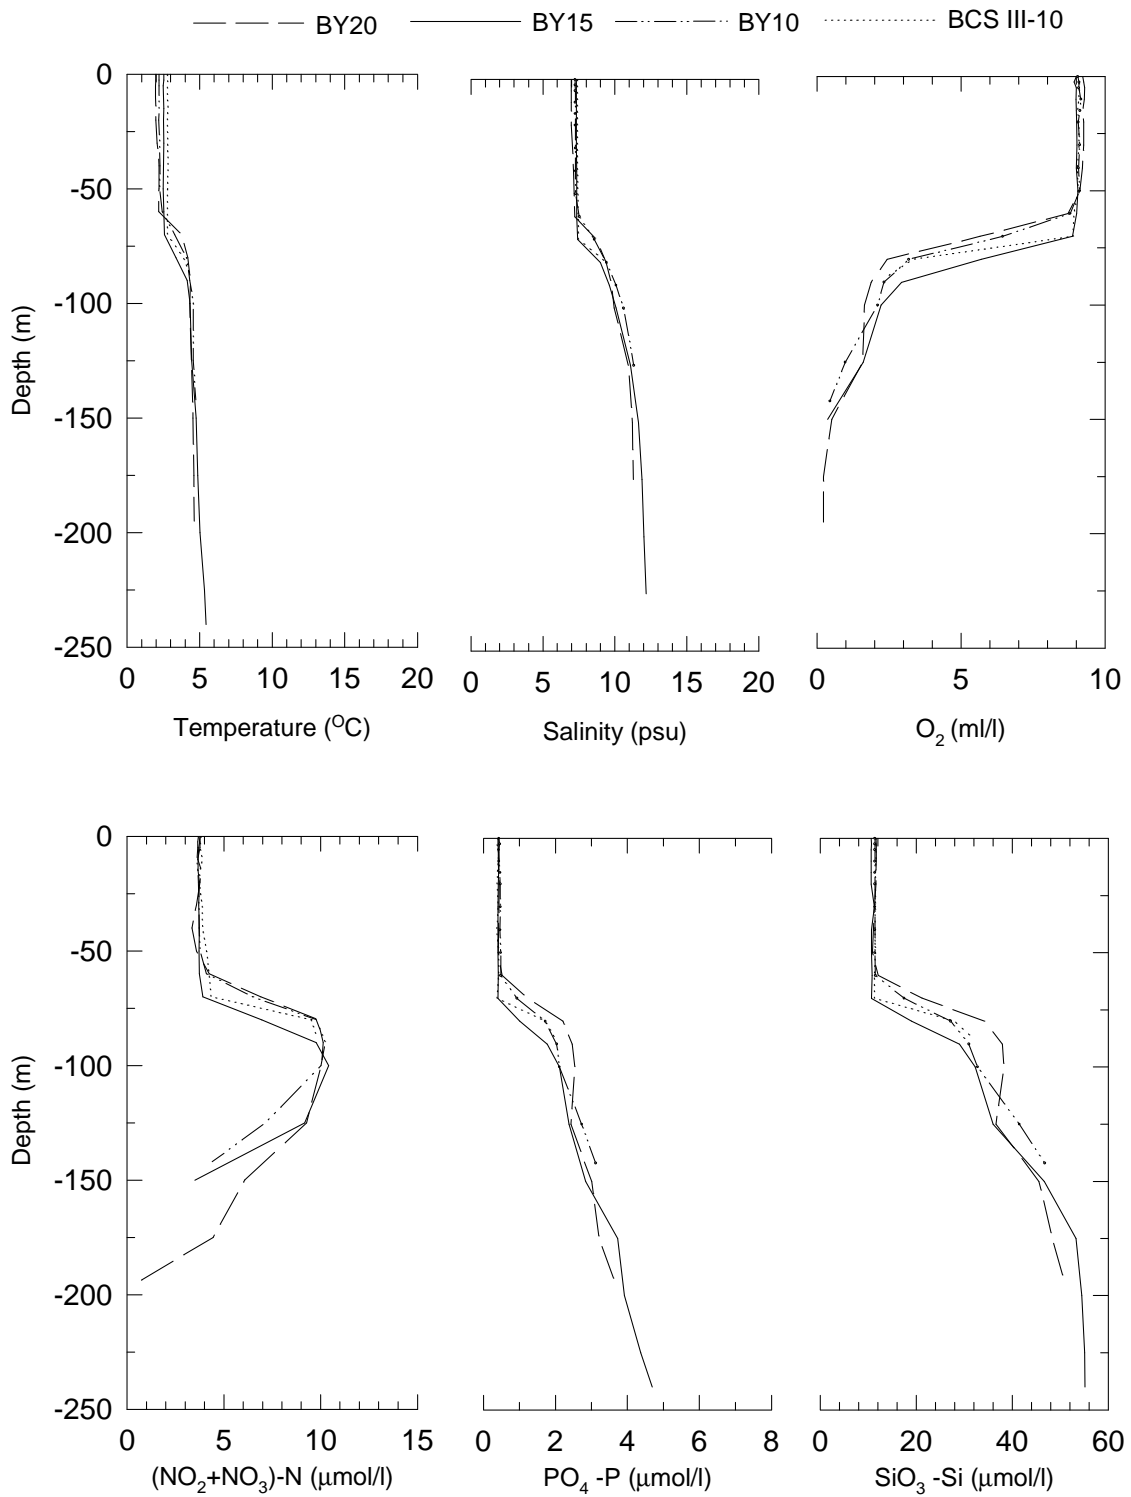 BY20 BY15 BY10 BCS III-10
0
-50
-100
-150
-200
-250
Depth (m)
0 5 10 15 20
Temperature (°C)
0 5 10 15 20
Salinity (psu)
0 5 10
O₂ (ml/l)
0
-50
-100
-150
-200
-250
Depth (m)
0 5 10 15
(NO₂+NO₃)-N (μmol/l)
0 2 4 6 8
PO₄ -P (μmol/l)
0 20 40 60
SiO₃ -Si (μmol/l)